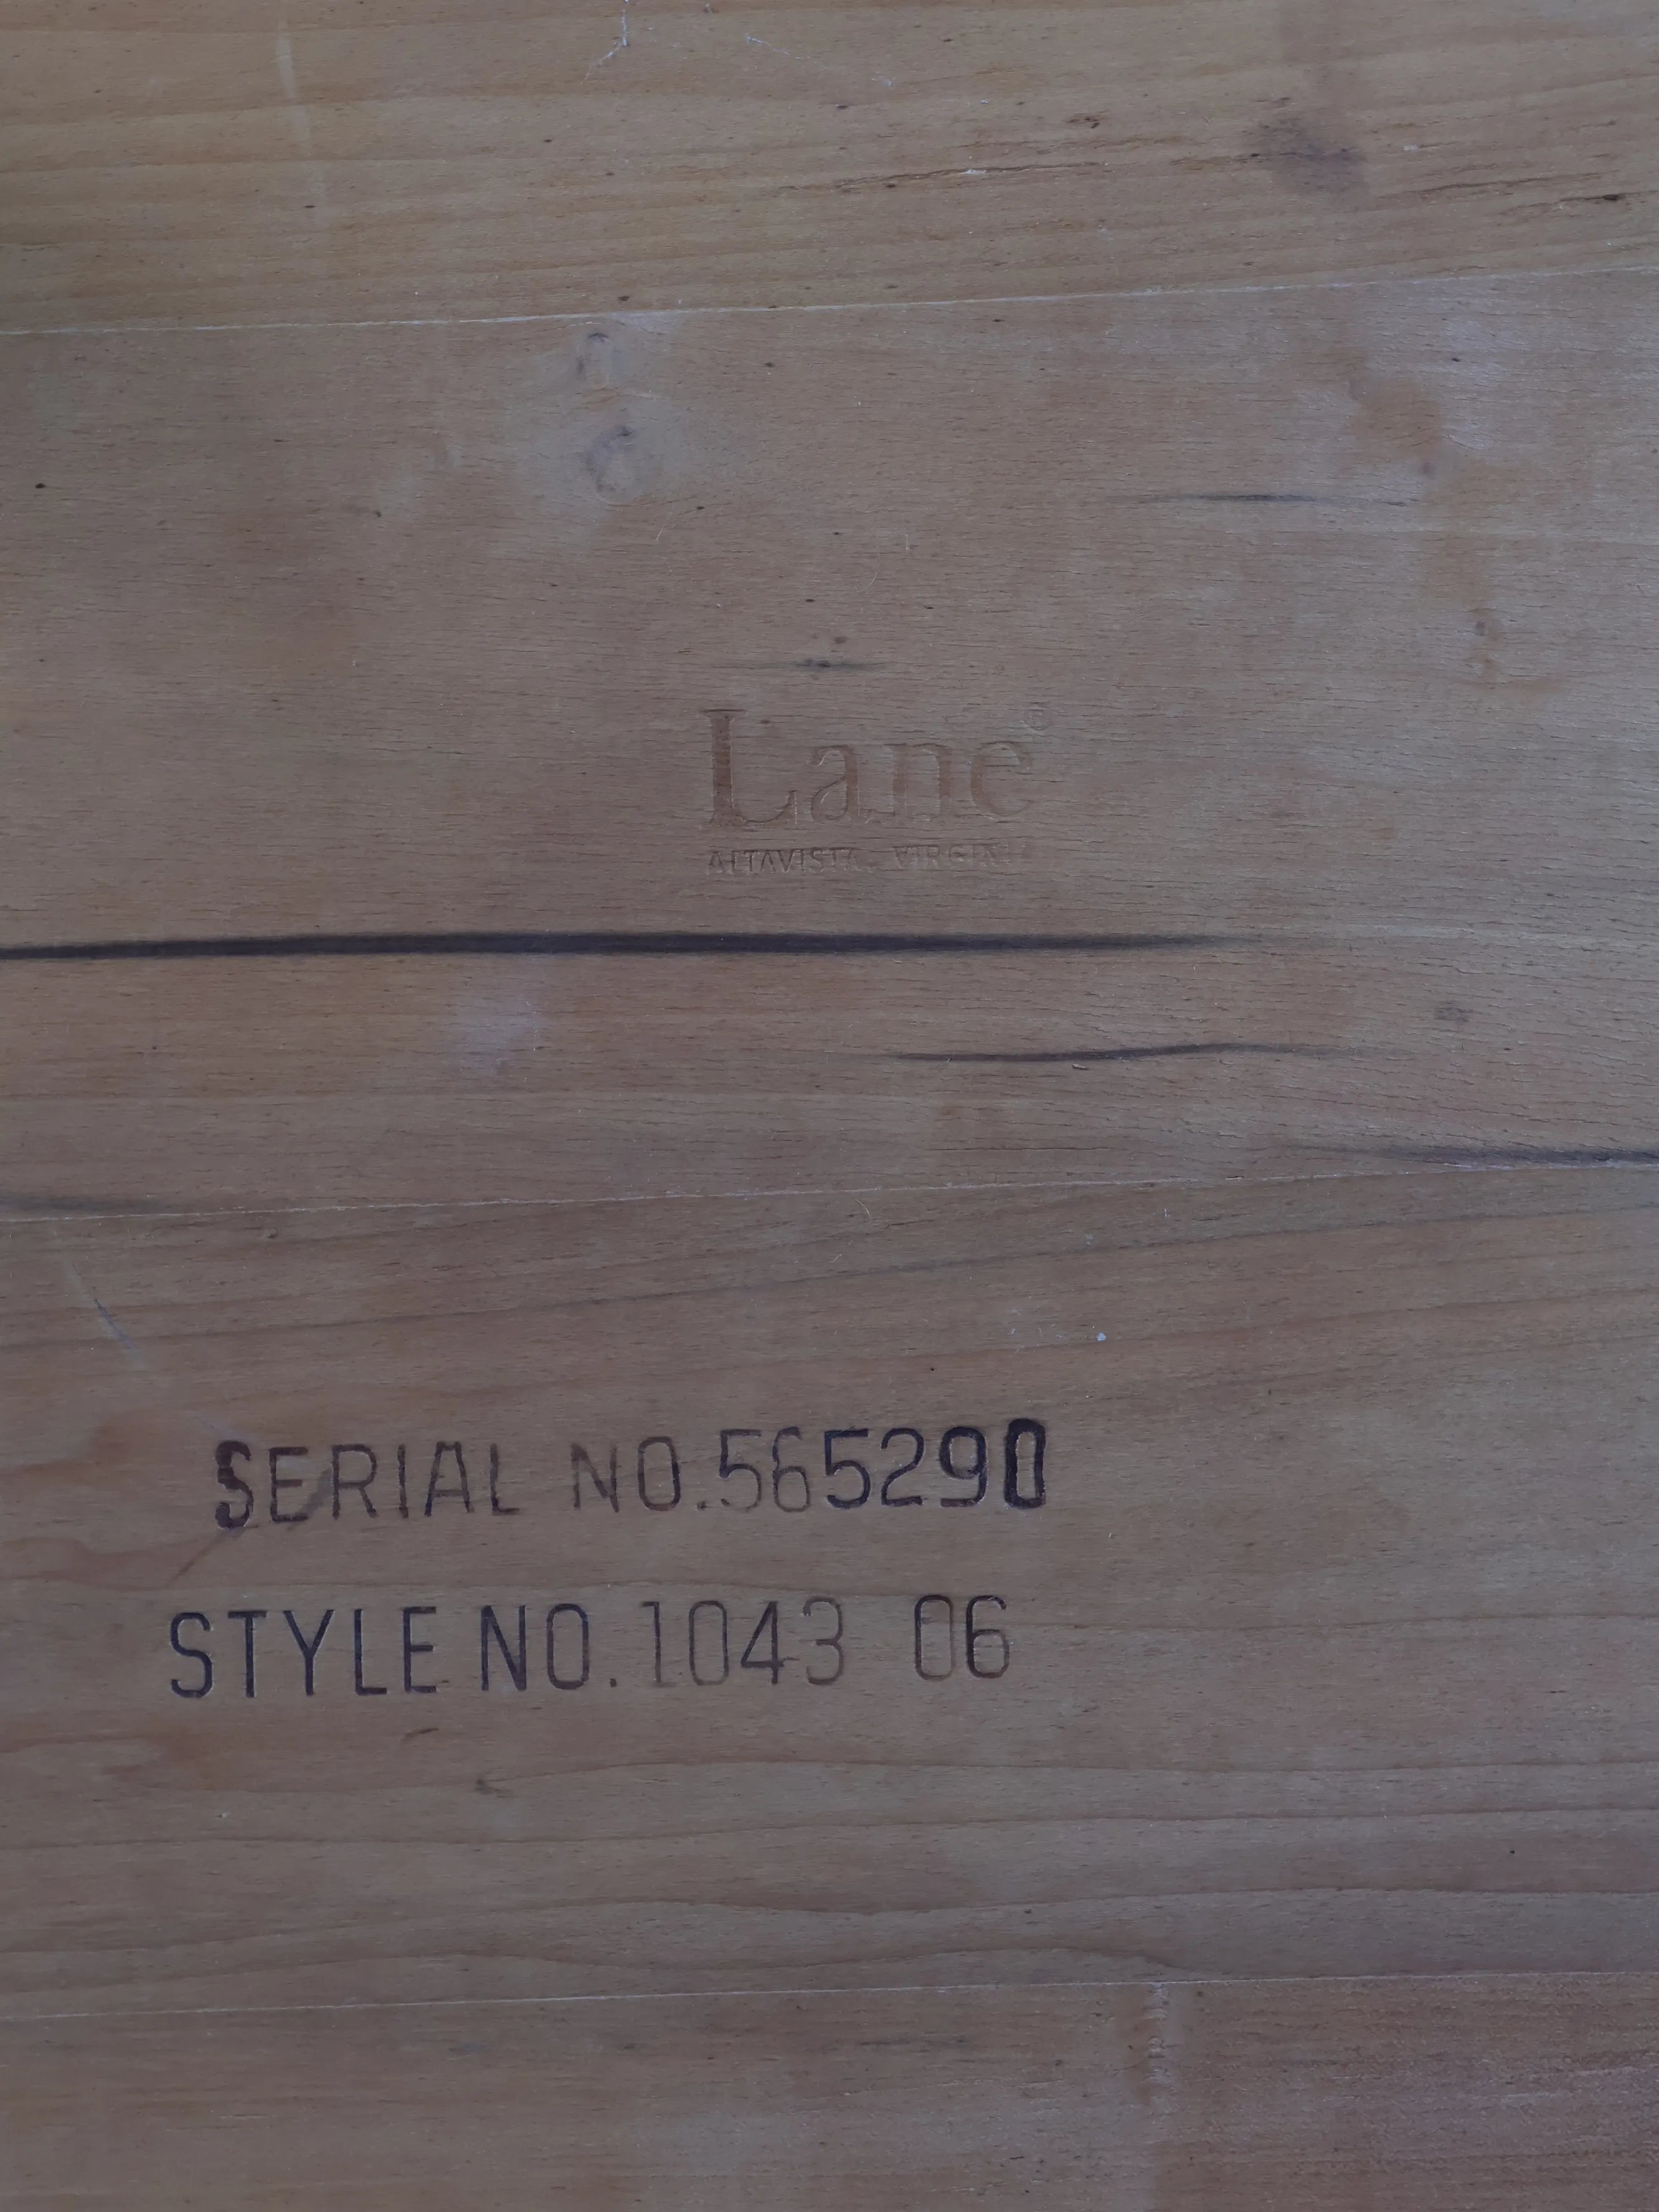 Lane®
ALTAVISTA, VIRGINIA
SERIAL NO.565290
STYLE NO.1043 06